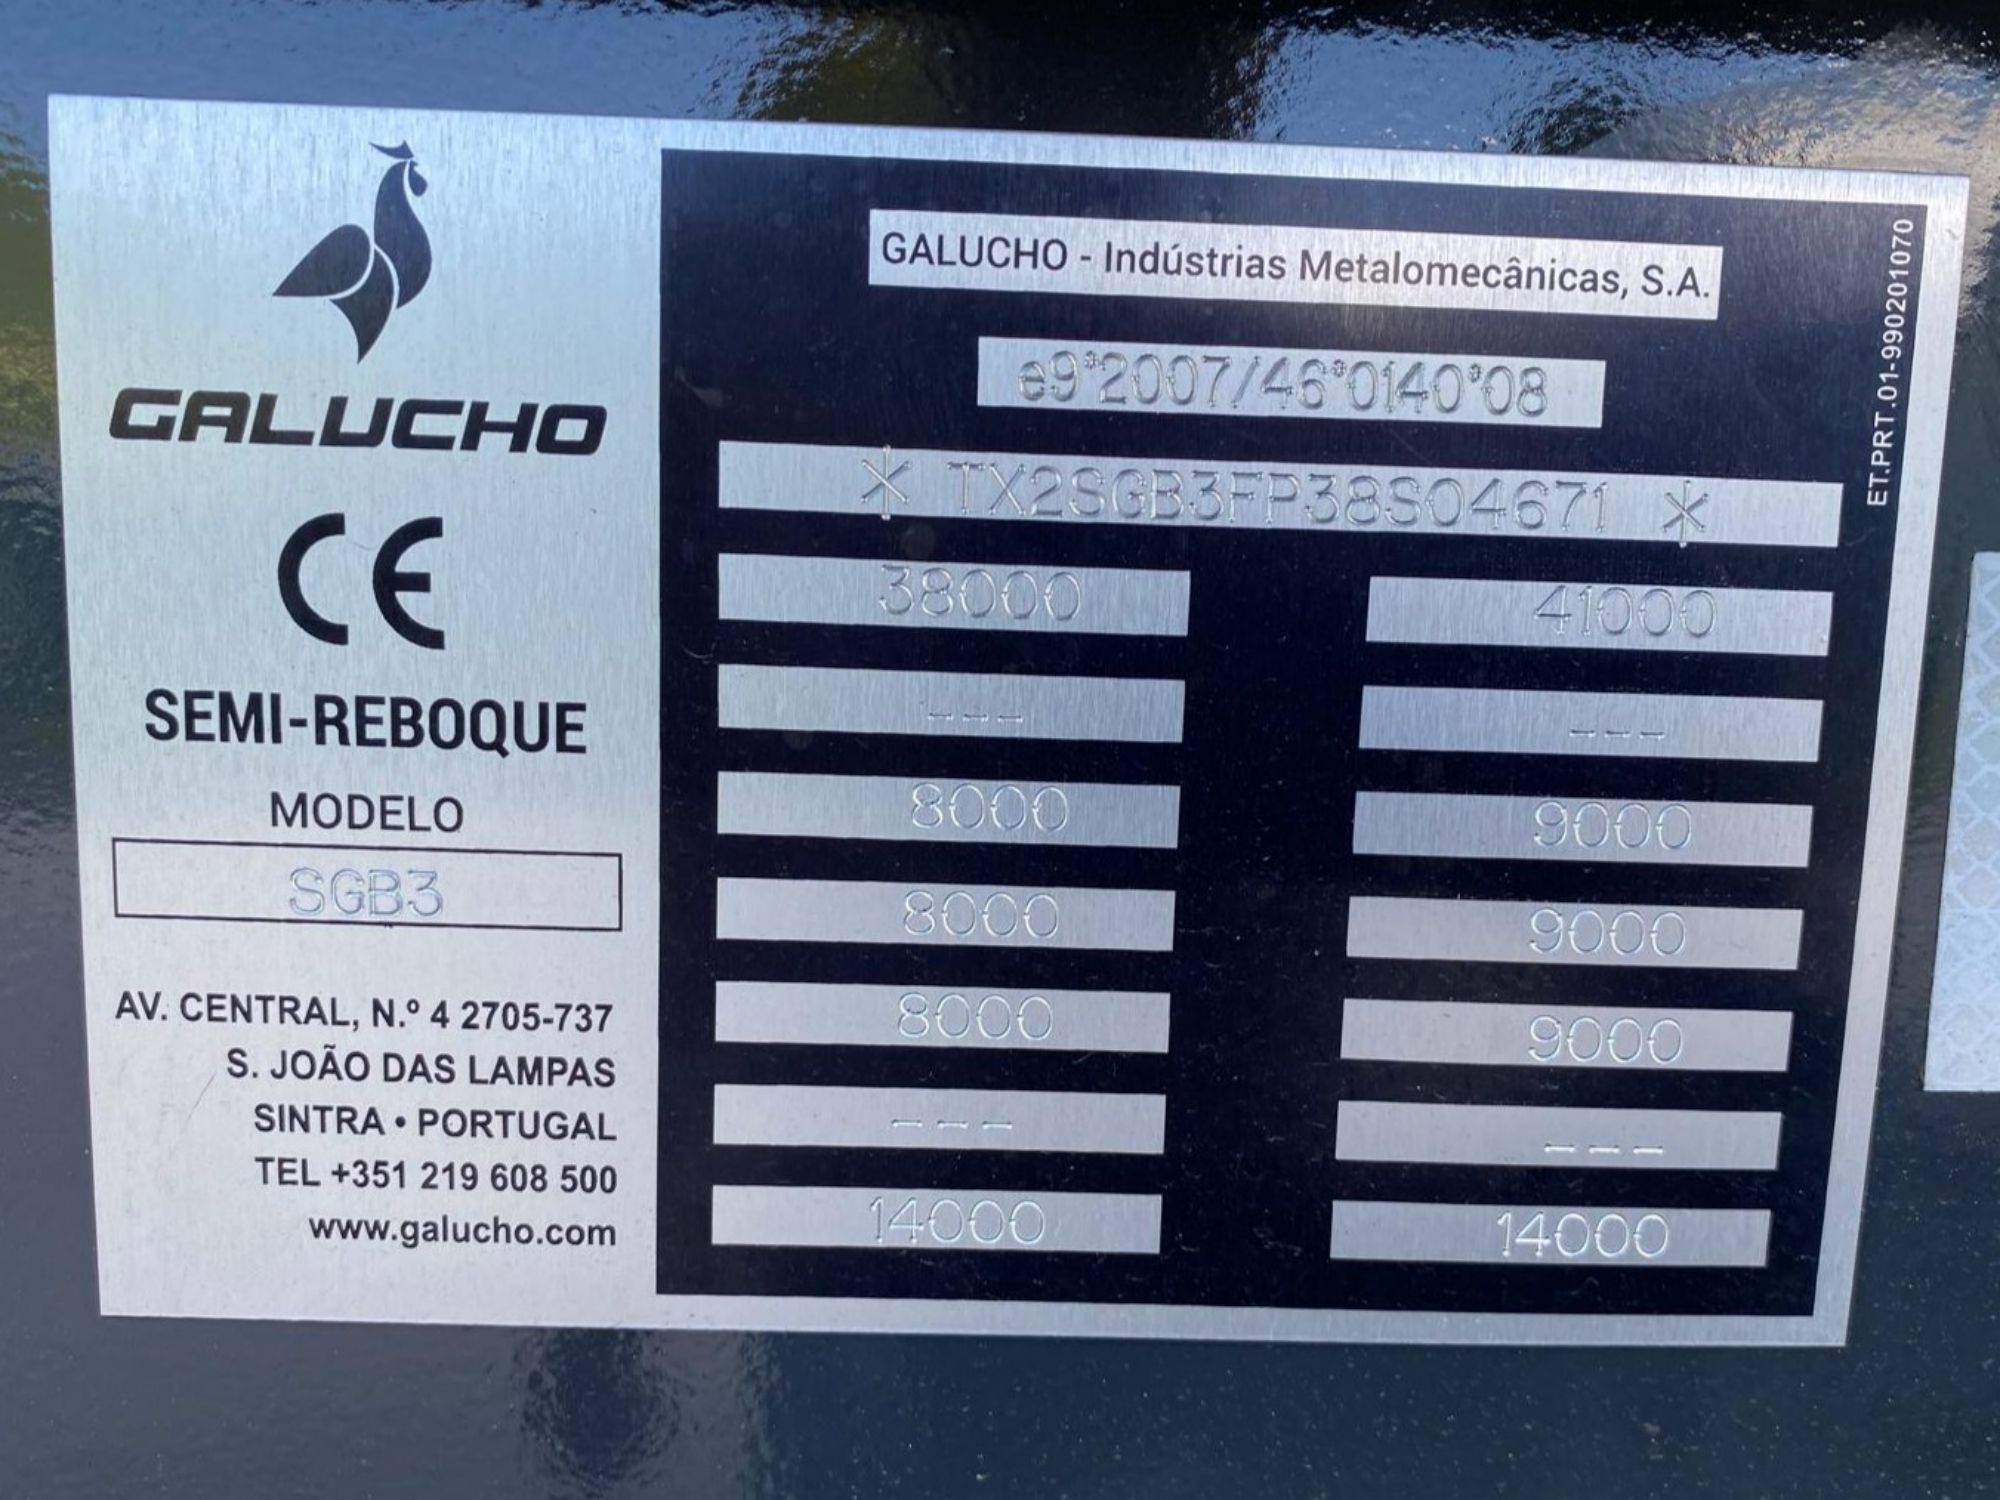 GALUCHO
CE
SEMI-REBOQUE
MODELO
SGB3
AV. CENTRAL, N.º 4 2705-737
S. JOÃO DAS LAMPAS
SINTRA • PORTUGAL
TEL +351 219 608 500
www.galucho.com
GALUCHO - Indústrias Metalomecânicas, S.A.
e9*2007/46*0140*08
* TX2SGB3FP38S04671 *
38000 41000
--- ---
8000 9000
8000 9000
8000 9000
--- ---
14000 14000
ET.PRT.01-990201070